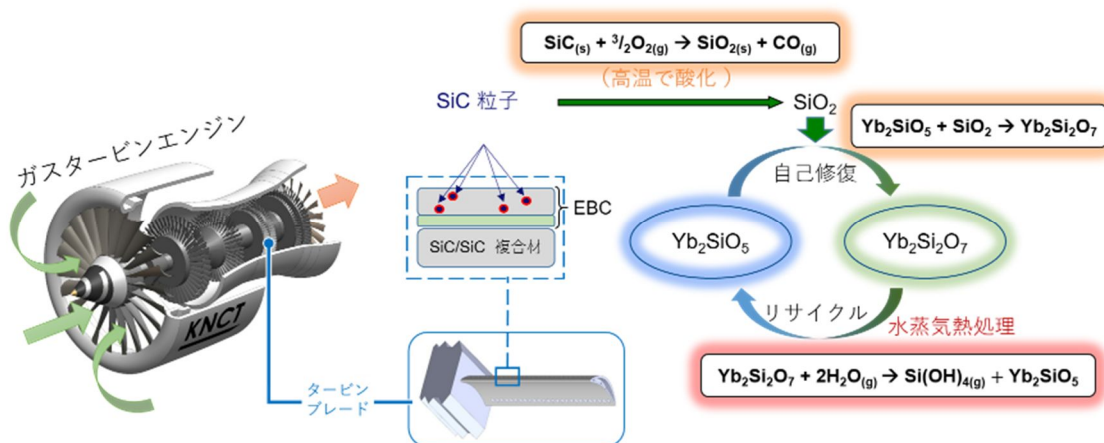 SiC(s) + 3/2O2(g) → SiO2(s) + CO(g)
(高温で酸化 )
SiC 粒子
SiO2
Yb2SiO5 + SiO2 → Yb2Si2O7
ガスタービンエンジン
自己修復
EBC
SiC/SiC 複合材
Yb2SiO5
Yb2Si2O7
KNCT
リサイクル
水蒸気熱処理
タービン
ブレード
Yb2Si2O7 + 2H2O(g) → Si(OH)4(g) + Yb2SiO5